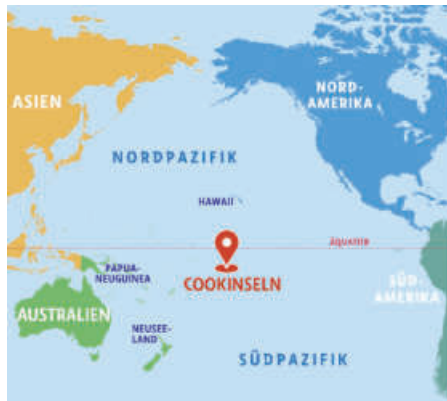 ASIEN
NORD-
AMERIKA
NORDPAZIFIK
HAWAII
ÄQUATOR
PAPUA-
NEUGUINEA
COOKINSELN
SÜD-
AMERIKA
AUSTRALIEN
NEUSEE-
LAND
SÜDPAZIFIK